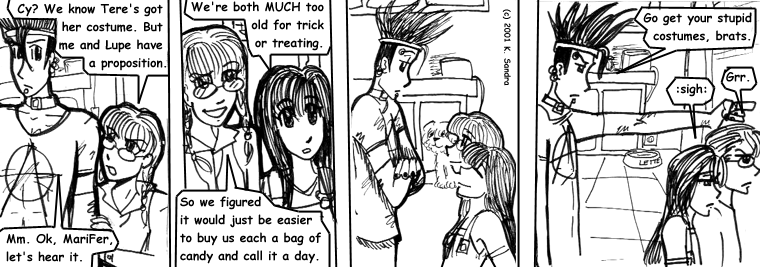 Cy? We know Tere's got
her costume. But
me and Lupe have
a proposition.
Mm. Ok, MariFer,
let's hear it.
We're both MUCH too
old for trick
or treating.
So we figured
it would just be easier
to buy us each a bag of
candy and call it a day.
(c) 2001 K. Sandra
Go get your stupid
costumes, brats.
:sigh:
Grr.
LETTE